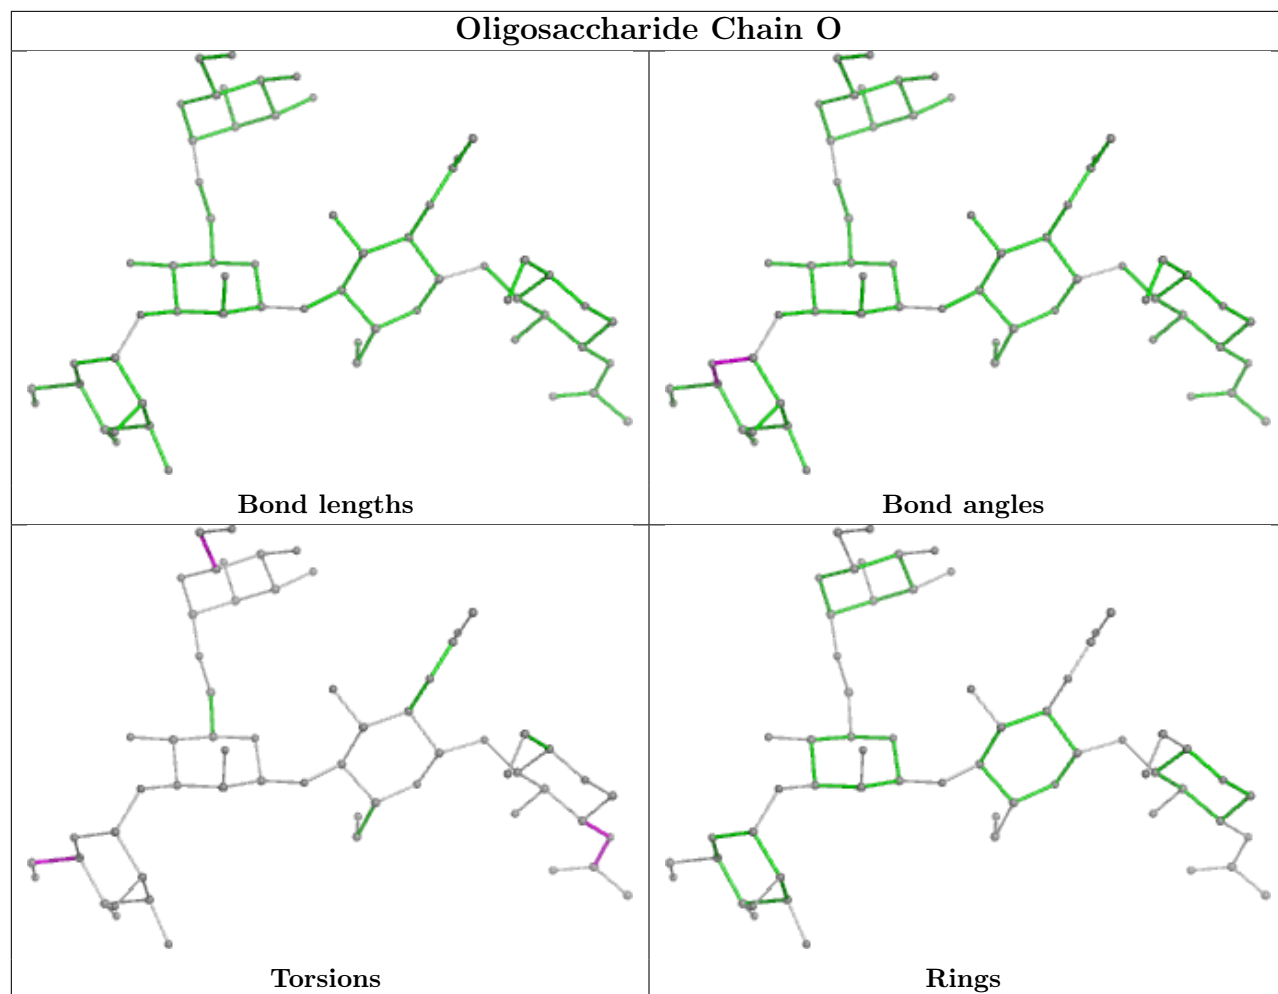 Oligosaccharide Chain O
Bond lengths
Bond angles
Torsions
Rings